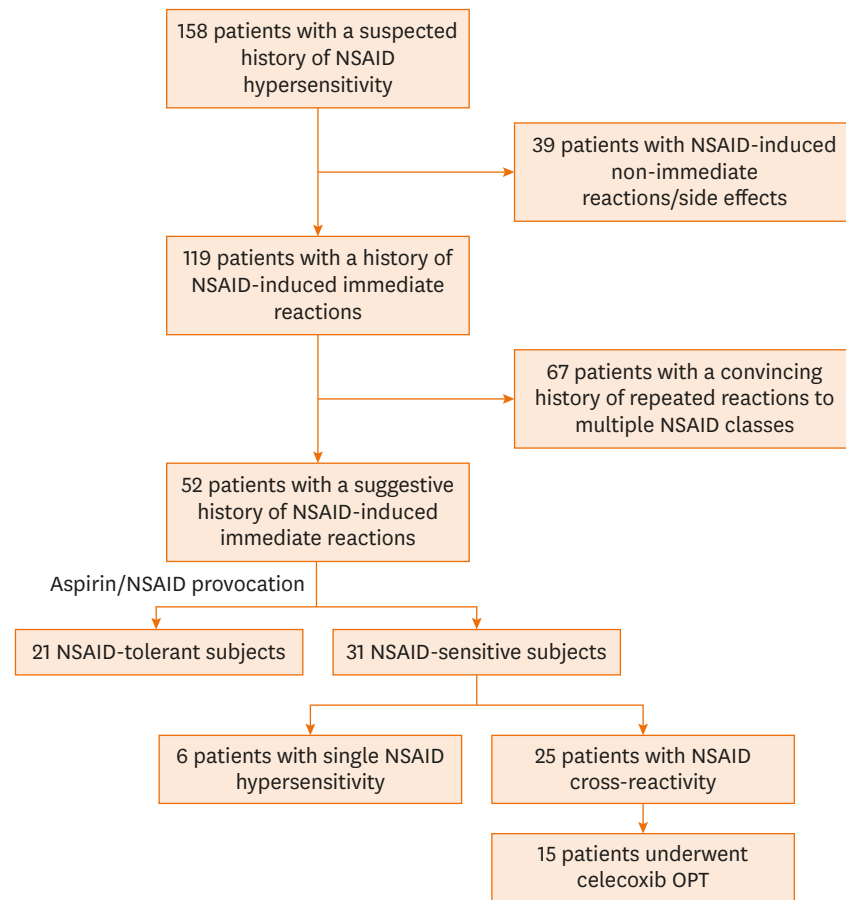 158 patients with a suspected
history of NSAID
hypersensitivity
39 patients with NSAID-induced
non-immediate
reactions/side effects
119 patients with a history of
NSAID-induced immediate
reactions
67 patients with a convincing
history of repeated reactions to
multiple NSAID classes
52 patients with a suggestive
history of NSAID-induced
immediate reactions
Aspirin/NSAID provocation
21 NSAID-tolerant subjects
31 NSAID-sensitive subjects
6 patients with single NSAID
hypersensitivity
25 patients with NSAID
cross-reactivity
15 patients underwent
celecoxib OPT